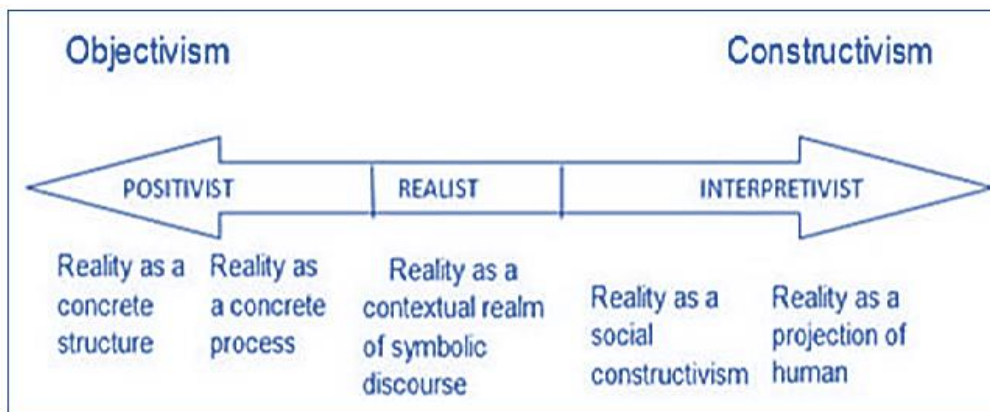 Objectivism
Constructivism
POSITIVIST
REALIST
INTERPRETIVIST
Reality as a
concrete
structure
Reality as
a concrete
process
Reality as a
contextual realm
of symbolic
discourse
Reality as a
social
constructivism
Reality as a
projection of
human